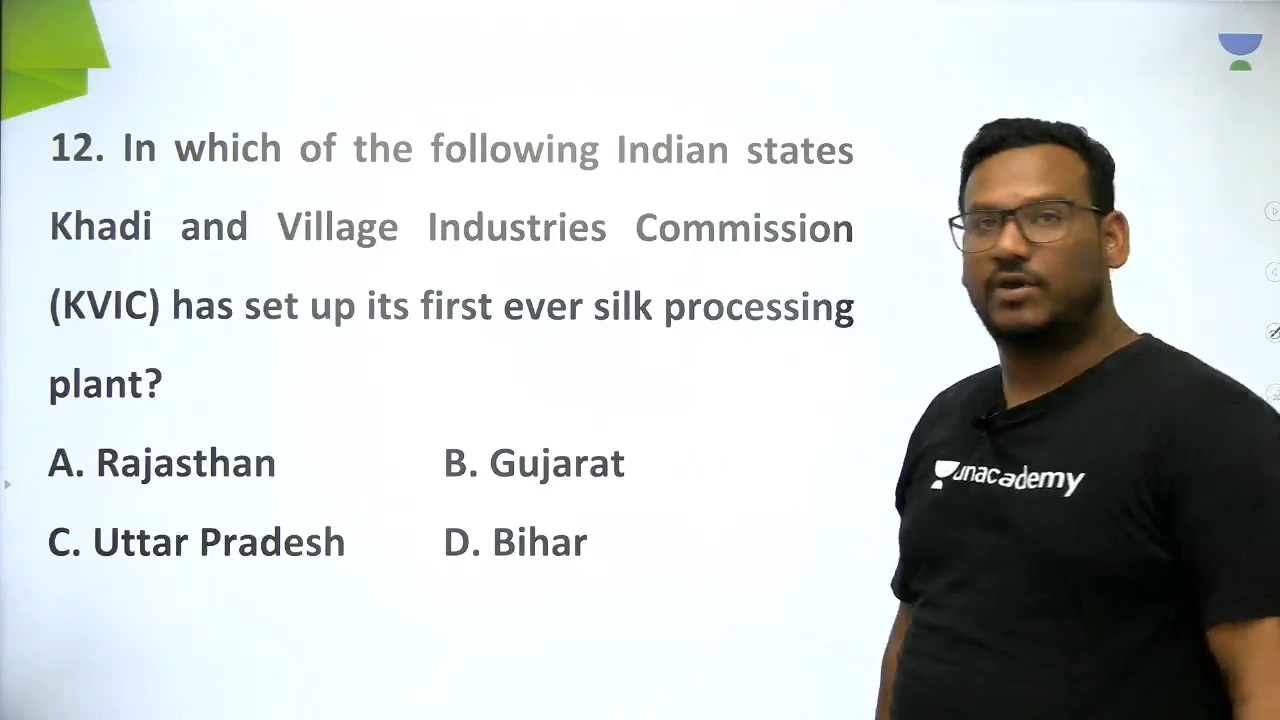 12. In which of the following Indian states
Khadi and Village Industries Commission
(KVIC) has set up its first ever silk processing
plant?
A. Rajasthan B. Gujarat
C. Uttar Pradesh D. Bihar
unacademy